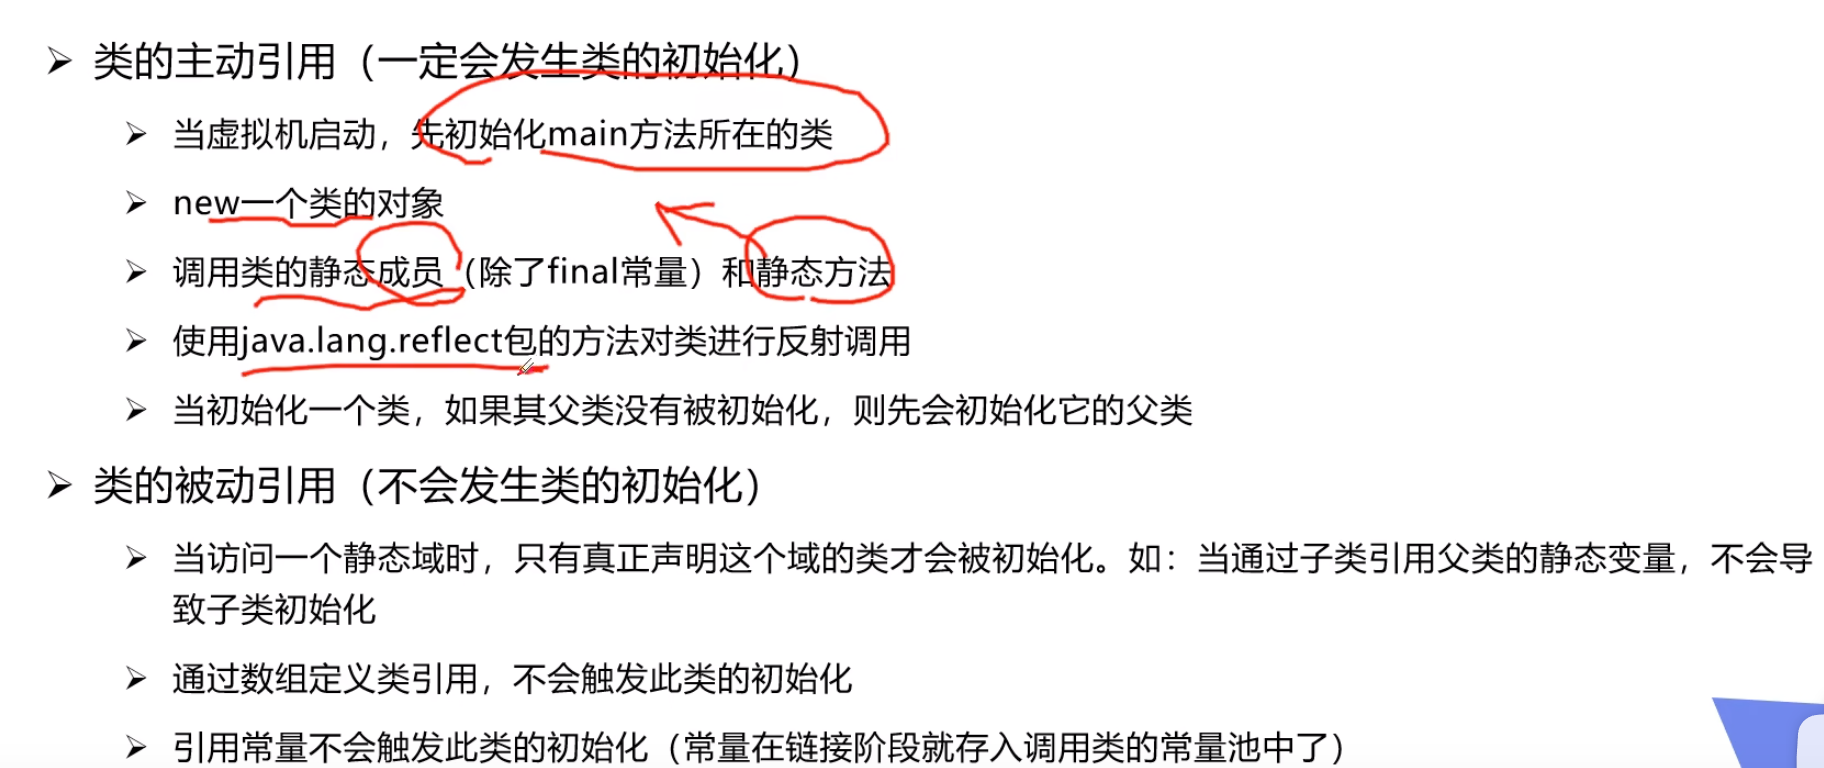 类的主动引用（一定会发生类的初始化）
当虚拟机启动，先初始化main方法所在的类
new一个类的对象
调用类的静态成员（除了final常量）和静态方法
使用java.lang.reflect包的方法对类进行反射调用
当初始化一个类，如果其父类没有被初始化，则先会初始化它的父类
类的被动引用（不会发生类的初始化）
当访问一个静态域时，只有真正声明这个域的类才会被初始化。如：当通过子类引用父类的静态变量，不会导
致子类初始化
通过数组定义类引用，不会触发此类的初始化
引用常量不会触发此类的初始化（常量在链接阶段就存入调用类的常量池中了）